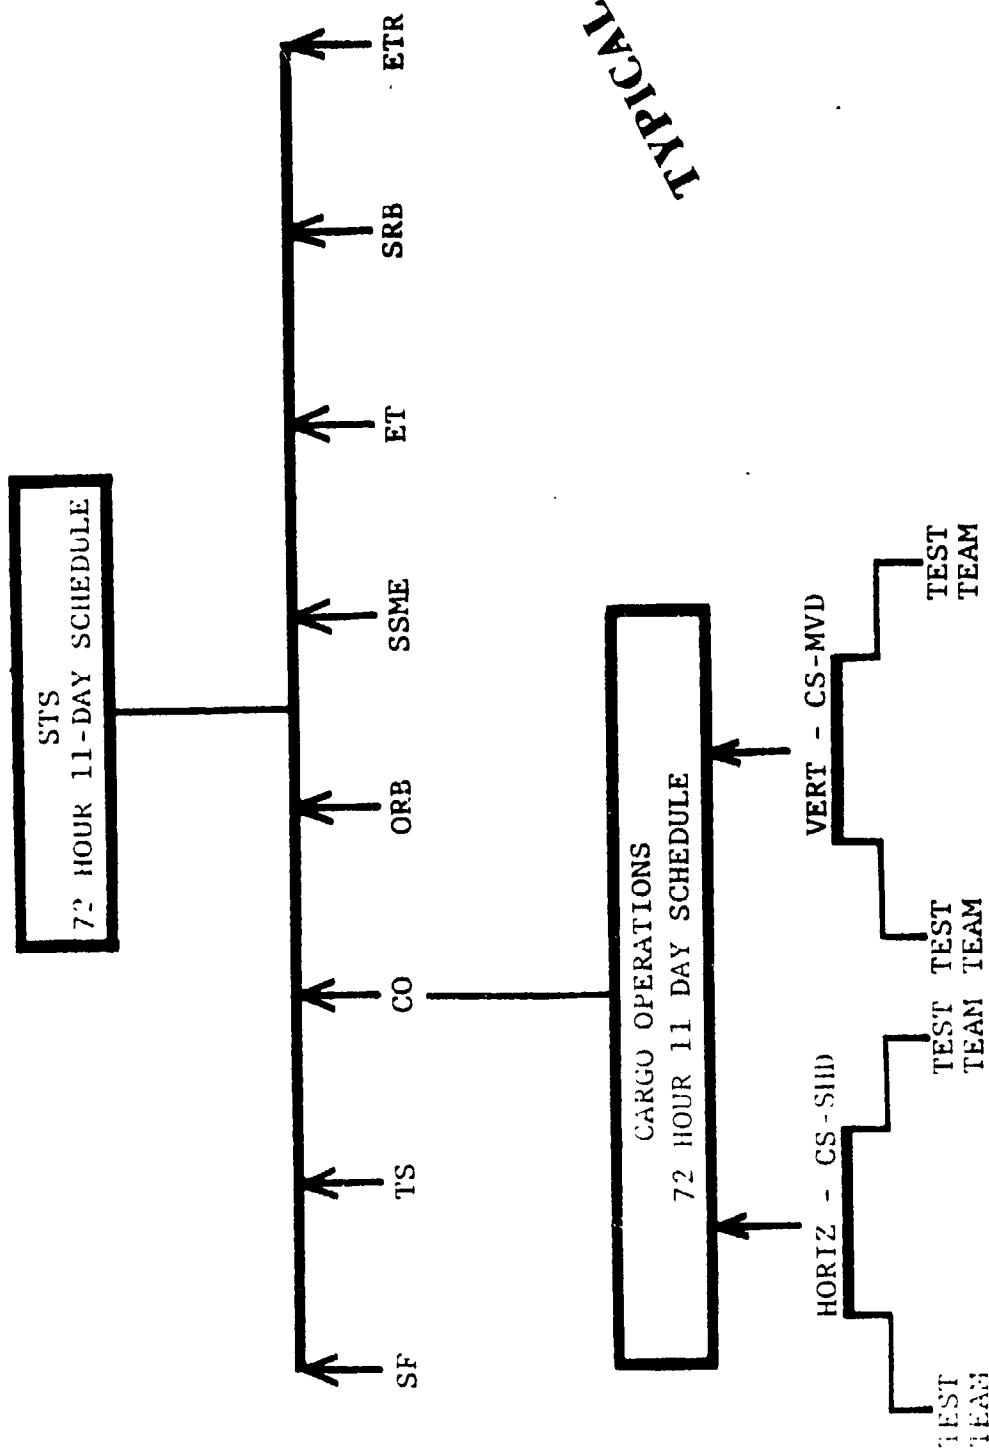 STS
72 HOUR 11-DAY SCHEDULE
SF
TS
CO
ORB
SSME
ET
SRB
ETR
TYPICAL
CARGO OPERATIONS
72 HOUR 11 DAY SCHEDULE
HORIZ - CS-SHD
VERT - CS-MVD
TEST
TEAM
TEST
TEAM
TEST
TEAM
TEST
TEAM